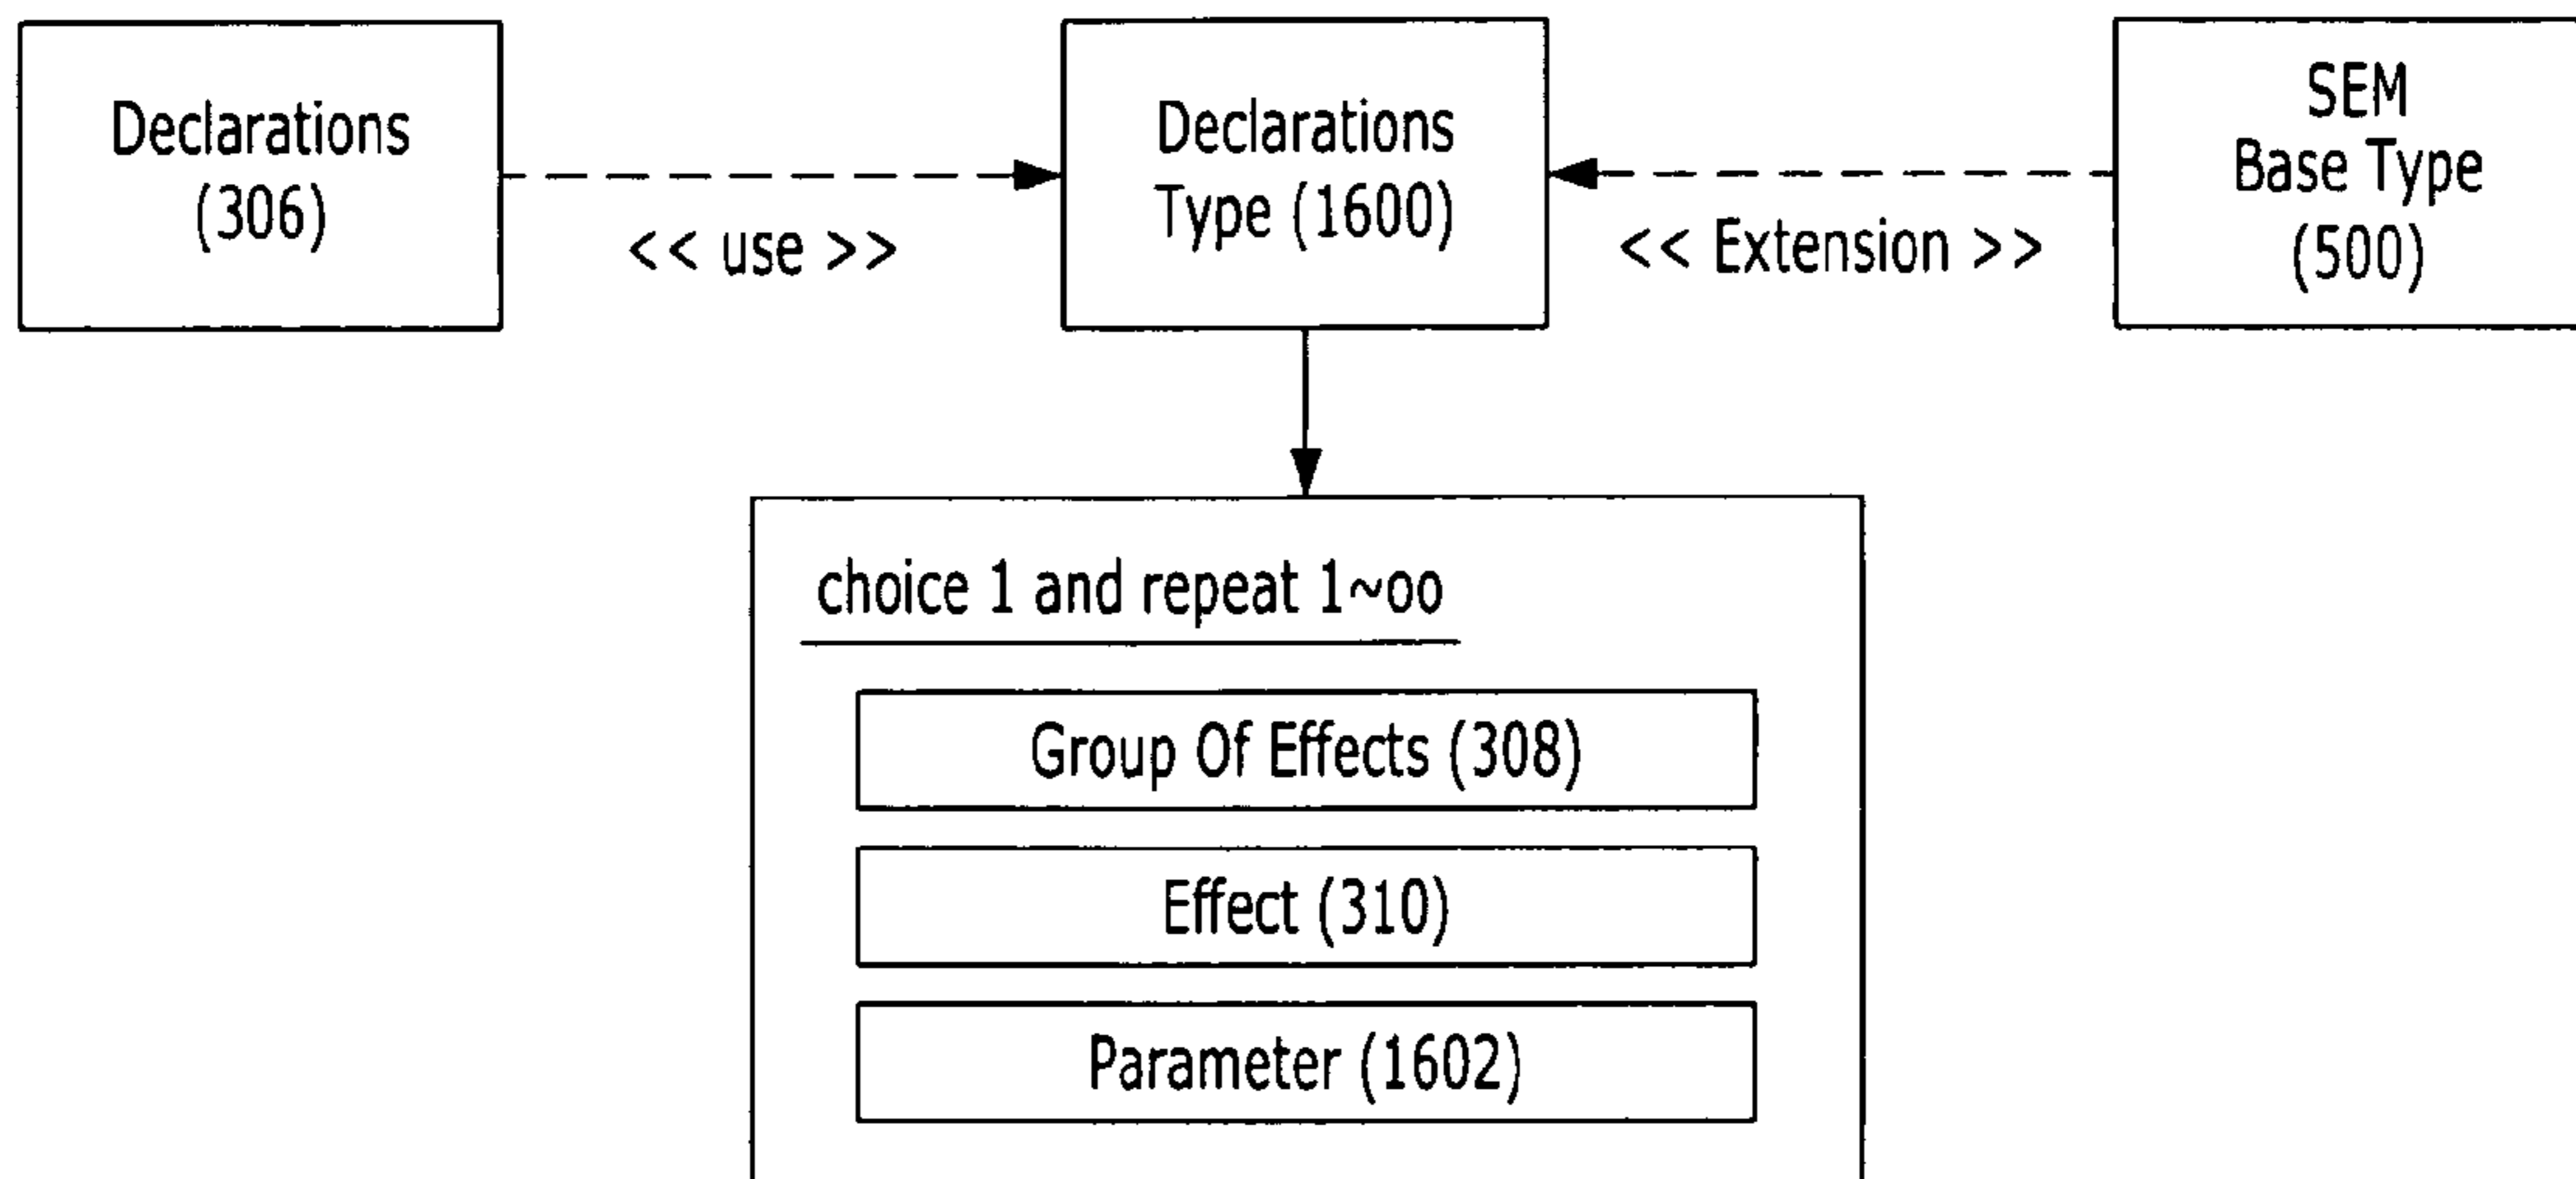 Declarations
(306)
<< use >>
Declarations
Type (1600)
<< Extension >>
SEM
Base Type
(500)
choice 1 and repeat 1~oo
Group Of Effects (308)
Effect (310)
Parameter (1602)